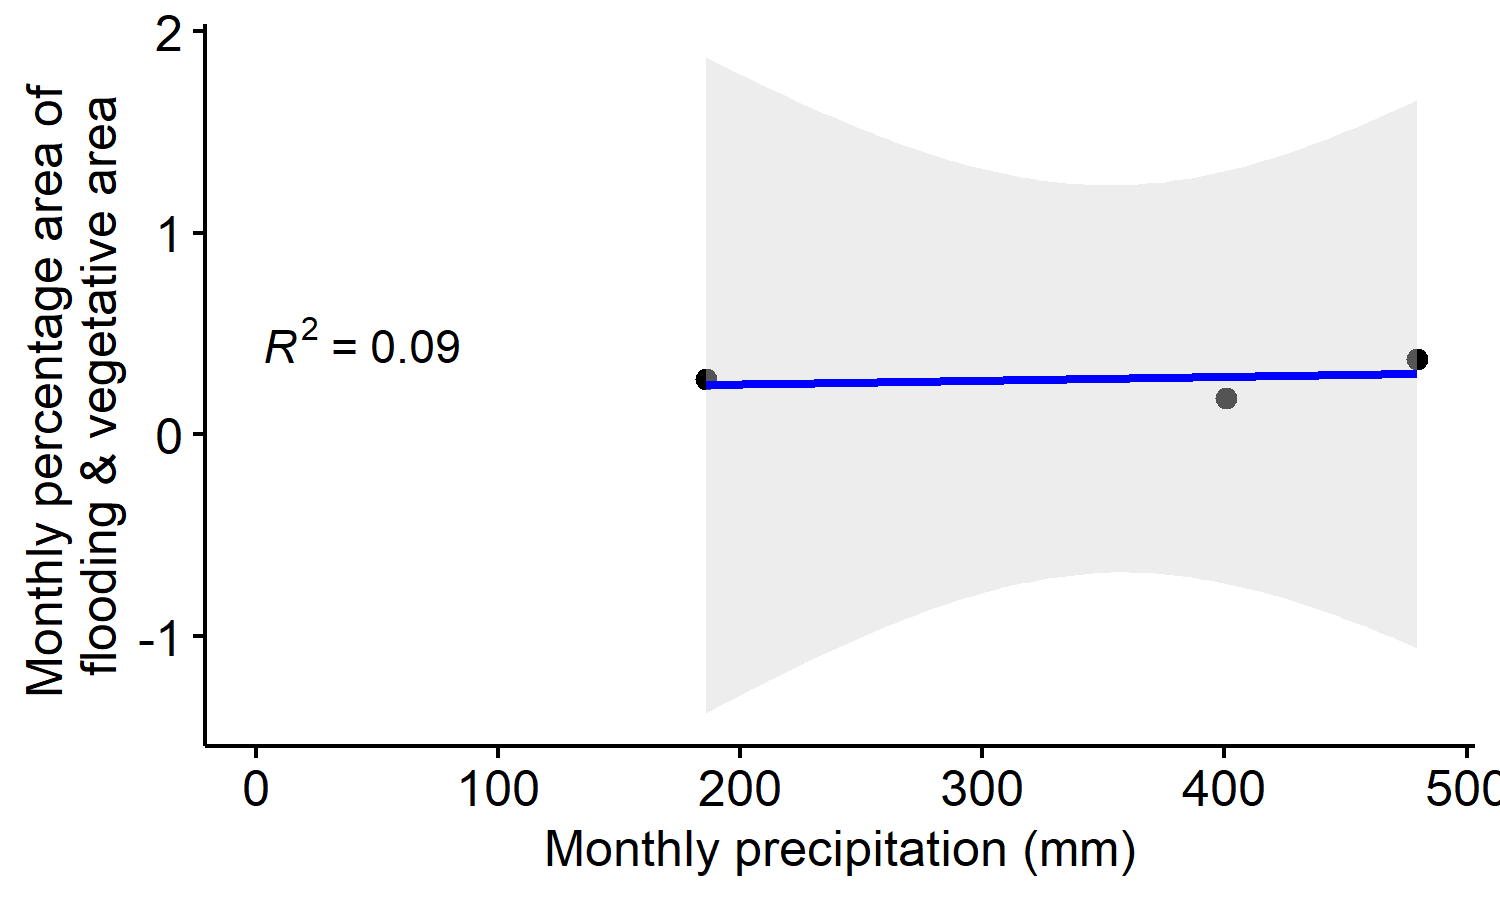 2
1
0
-1
Monthly percentage area of
flooding & vegetative area
R² = 0.09
0 100 200 300 400 500
Monthly precipitation (mm)